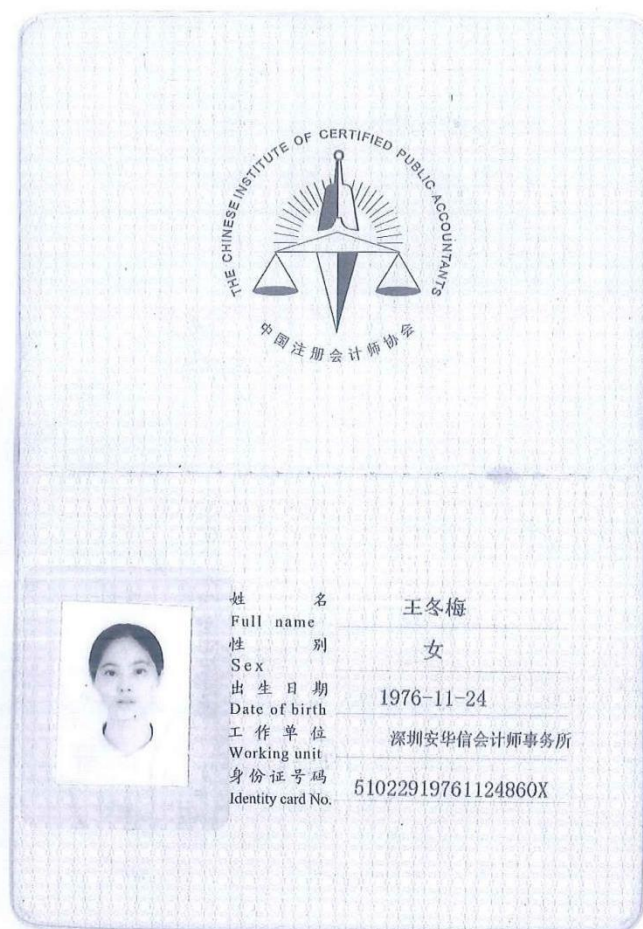 THE CHINESE INSTITUTE OF CERTIFIED PUBLIC ACCOUNTANTS
中国注册会计师协会
姓名 王冬梅
Full name
性别 女
Sex
出生日期 1976-11-24
Date of birth
工作单位 深圳安华信会计师事务所
Working unit
身份证号码 51022919761124860X
Identity card No.